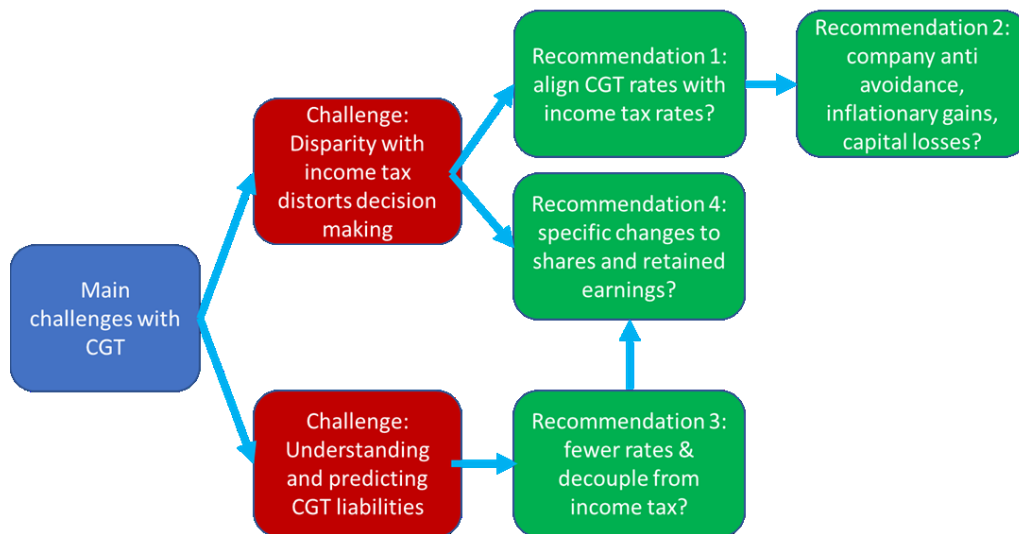 Main
challenges with
CGT
Challenge:
Disparity with
income tax
distorts decision
making
Recommendation 1:
align CGT rates with
income tax rates?
Recommendation 2:
company anti
avoidance,
inflationary gains,
capital losses?
Recommendation 4:
specific changes to
shares and retained
earnings?
Challenge:
Understanding
and predicting
CGT liabilities
Recommendation 3:
fewer rates &
decouple from
income tax?